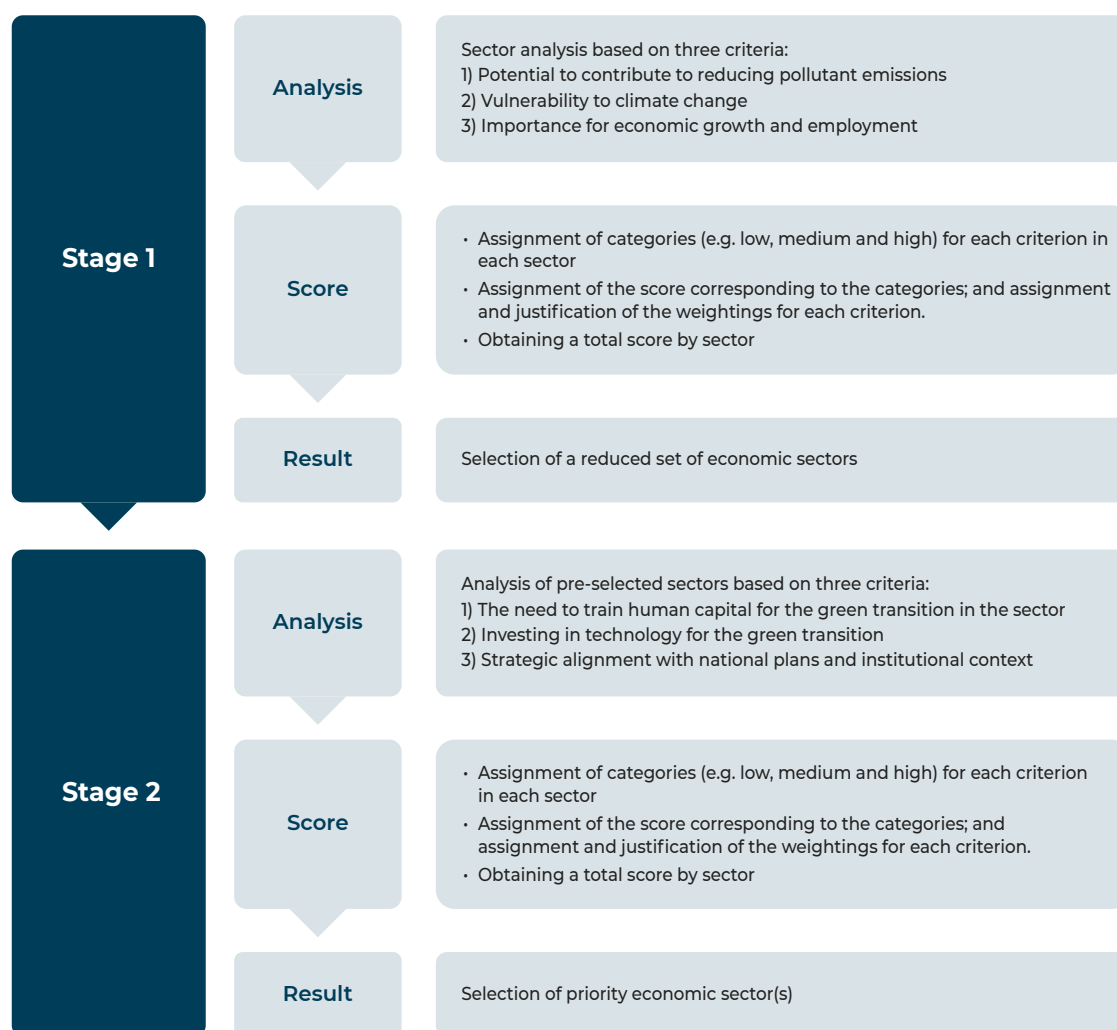 Stage 1
Analysis
Sector analysis based on three criteria:
1) Potential to contribute to reducing pollutant emissions
2) Vulnerability to climate change
3) Importance for economic growth and employment
Score
• Assignment of categories (e.g. low, medium and high) for each criterion in
each sector
• Assignment of the score corresponding to the categories; and assignment
and justification of the weightings for each criterion.
• Obtaining a total score by sector
Result
Selection of a reduced set of economic sectors
Stage 2
Analysis
Analysis of pre-selected sectors based on three criteria:
1) The need to train human capital for the green transition in the sector
2) Investing in technology for the green transition
3) Strategic alignment with national plans and institutional context
Score
• Assignment of categories (e.g. low, medium and high) for each criterion
in each sector
• Assignment of the score corresponding to the categories; and
assignment and justification of the weightings for each criterion.
• Obtaining a total score by sector
Result
Selection of priority economic sector(s)